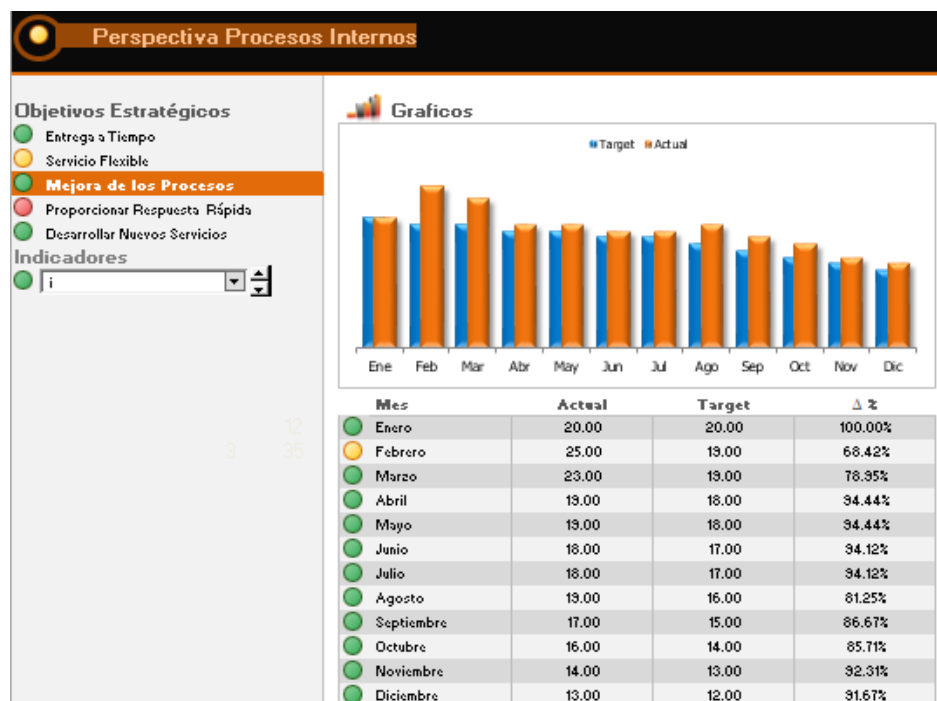 Perspectiva Procesos Internos
Objetivos Estratégicos
Entrega a Tiempo
Servicio Flexible
Mejora de los Procesos
Proporcionar Respuesta Rápida
Desarrollar Nuevos Servicios
Indicadores
i
12
3 35
Graficos
Target Actual
Ene Feb Mar Abr May Jun Jul Ago Sep Oct Nov Dic
Mes Actual Target Δ %
Enero 20.00 20.00 100.00%
Febrero 25.00 19.00 68.42%
Marzo 23.00 19.00 78.95%
Abril 19.00 18.00 94.44%
Mayo 19.00 18.00 94.44%
Junio 18.00 17.00 94.12%
Julio 18.00 17.00 94.12%
Agosto 19.00 16.00 81.25%
Septiembre 17.00 15.00 86.67%
Octubre 16.00 14.00 85.71%
Noviembre 14.00 13.00 92.31%
Diciembre 13.00 12.00 91.67%